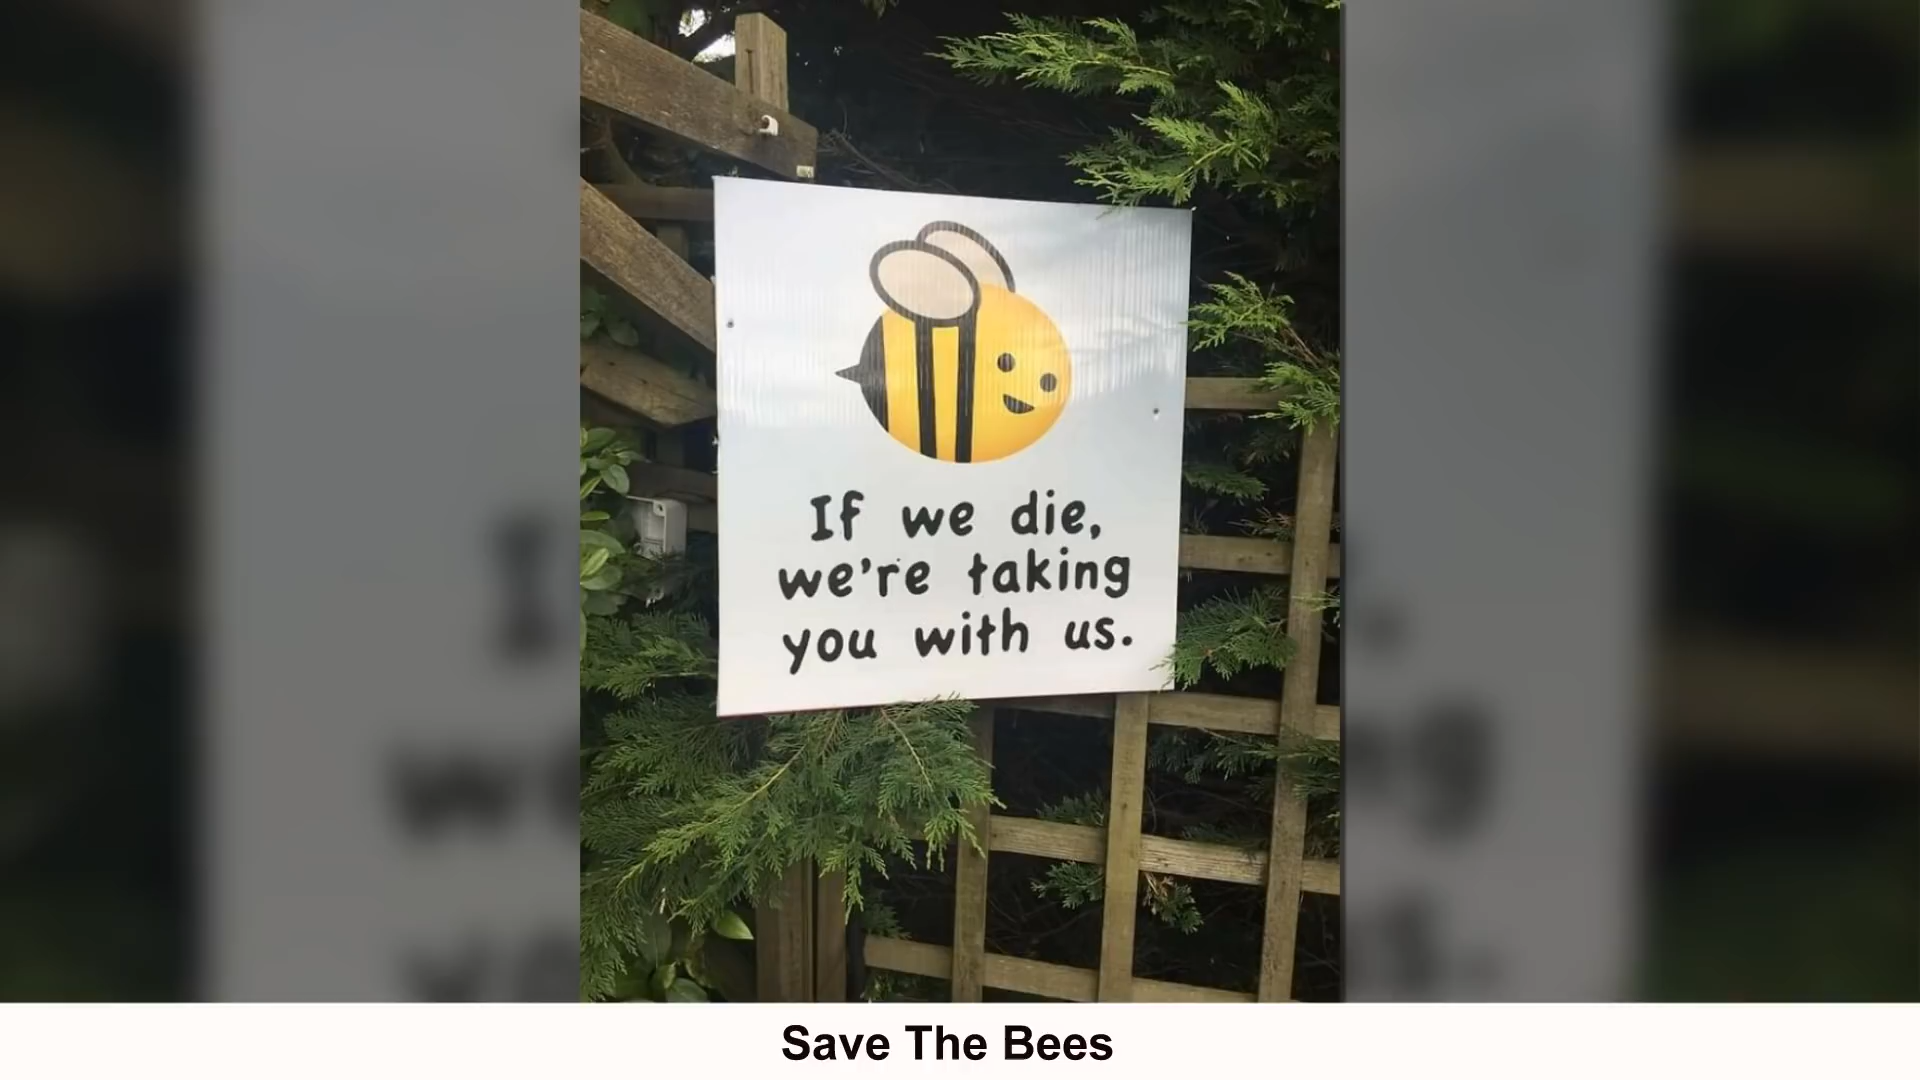 If we die,
we're taking
you with us.
Save The Bees